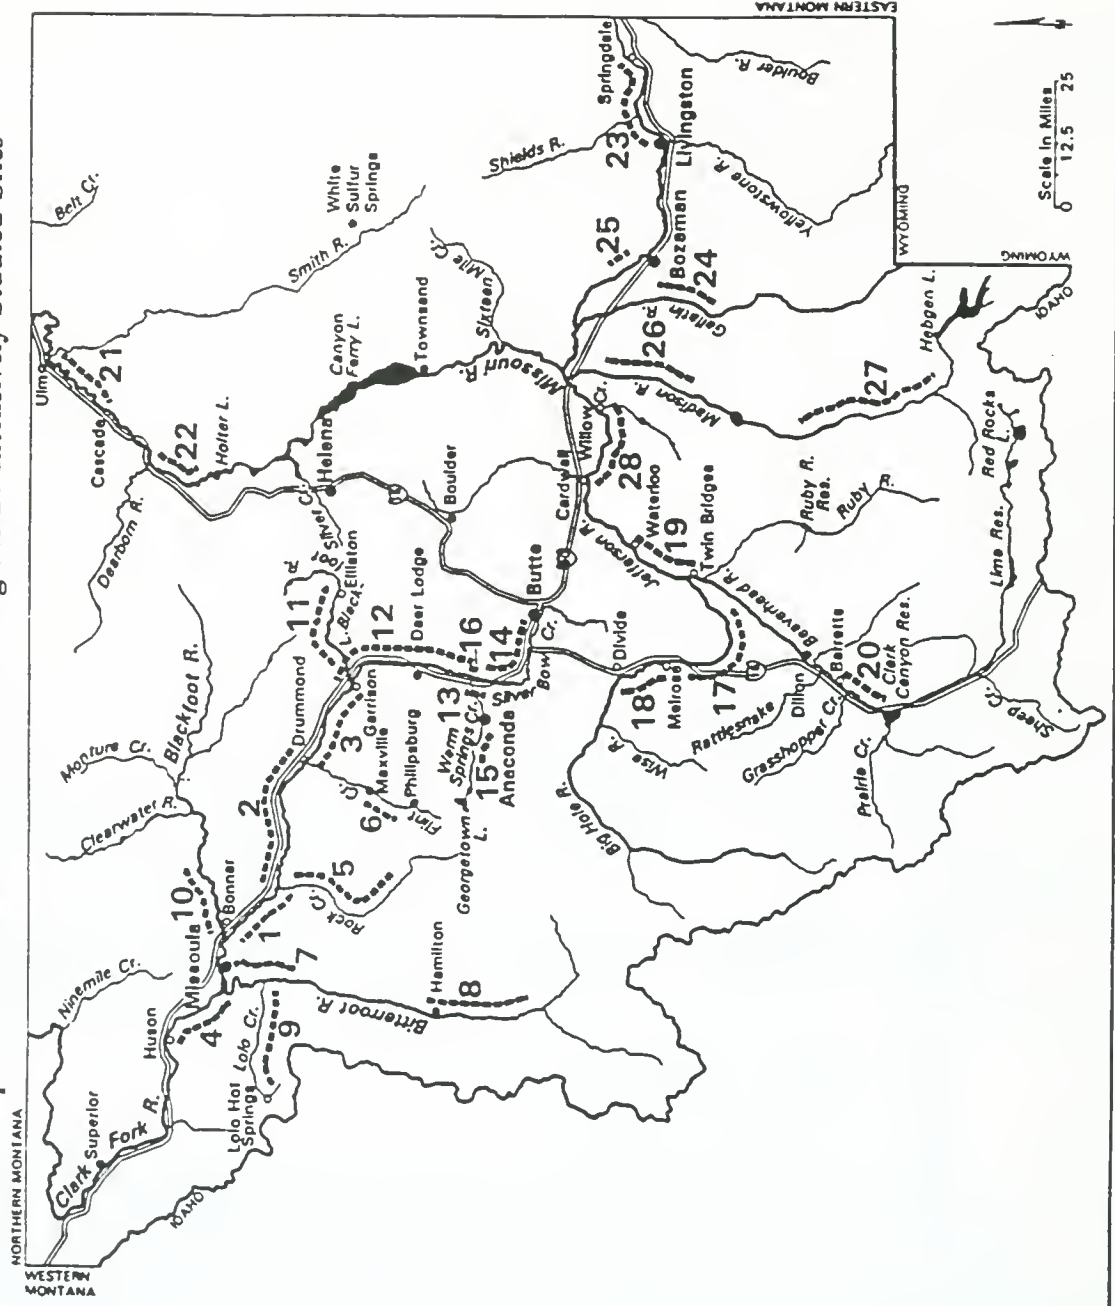 NORTHERN MONTANA
WESTERN
MONTANA
EASTERN MONTANA
Clark
Fork
R.
Superior
IDAHO
Huson
Ninemile Cr.
Missoula
4
Lolo Hot
Springs
Lolo Cr.
9
7
1
10
Bonner
Clearwater R.
Monture Cr.
Blackfoot R.
2
Drummond
Rock Cr.
5
Bitterroot R.
Hamilton
8
3
Garrison
Maxville
6
Philipsburg
Flint
Cr.
Georgetown
L.
Warm
Springs Cr.
13
15
Anaconda
11
L. Black
Elliston
12
Deer Lodge
16
14
Bow Cr.
Butte
Dearborn R.
Cascade
Ulm
21
22
Holter L.
Silver
Cr.
Helena
Canyon
Ferry L.
Townsend
Belt Cr.
White
Sulfur
Springs
Smith R.
Sixteen Mile Cr.
Missouri
R.
Boulder
Cardwell
Willow Cr.
28
Waterloo
19
Twin Bridges
Jefferson R.
Divide
18
Melrose
17
Big Hole R.
Wise R.
Rattlesnake
Grasshopper Cr.
Dillon
Beaverhead R.
Barretts
20
Clark
Canyon Res.
Prairie Cr.
Sheep Cr.
Ruby R.
Res.
Ruby R.
Lima Res.
Red Rocks
L.
Hebgen L.
27
Madison R.
26
Gallatin
R.
24
25
Bozeman
Livingston
23
Springdale
Shields R.
Yellowstone R.
Boulder R.
WYOMING
WYOMING
IDAHO
Scale In Miles
0 12.5 25